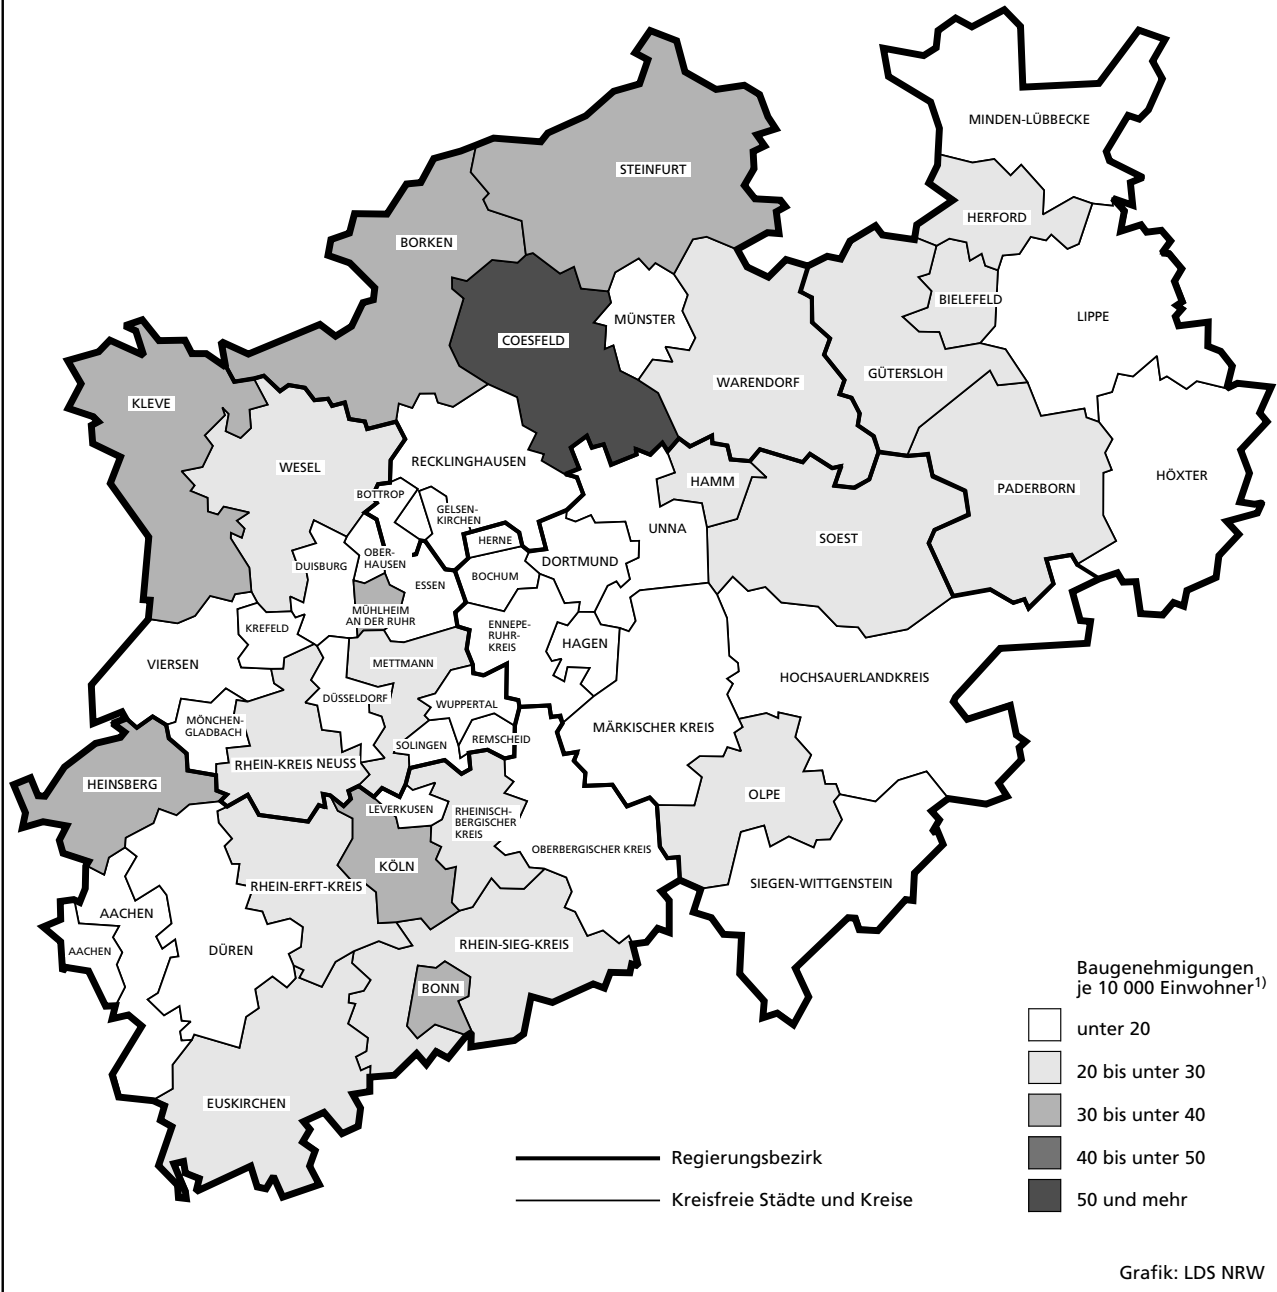 MINDEN-LÜBBECKE
STEINFURT
HERFORD
BORKEN
BIELEFELD
LIPPE
MÜNSTER
COESFELD
GÜTERSLOH
WARENDORF
KLEVE
RECKLINGHAUSEN
WESEL
HÖXTER
HAMM
PADERBORN
BOTTROP
GELSEN-
KIRCHEN
UNNA
SOEST
HERNE
OBER-
HAUSEN
DUISBURG
DORTMUND
BOCHUM
ESSEN
MÜHLHEIM
AN DER RUHR
KREFELD
ENNEPE-
RUHR-
KREIS
HAGEN
VIERSEN
METTMANN
HOCHSAUERLANDKREIS
DÜSSELDORF
WUPPERTAL
MÖNCHEN-
GLADBACH
MÄRKISCHER KREIS
SOLINGEN
REMSCHEID
RHEIN-KREIS NEUSS
HEINSBERG
OLPE
LEVERKUSEN
RHEINISCH-
BERGISCHER
KREIS
OBERBERGISCHER KREIS
KÖLN
RHEIN-ERFT-KREIS
SIEGEN-WITTGENSTEIN
AACHEN
AACHEN
DÜREN
RHEIN-SIEG-KREIS
BONN
EUSKIRCHEN
Baugenehmigungen
je 10 000 Einwohner1)
unter 20
20 bis unter 30
30 bis unter 40
40 bis unter 50
50 und mehr
Regierungsbezirk
Kreisfreie Städte und Kreise
Grafik: LDS NRW